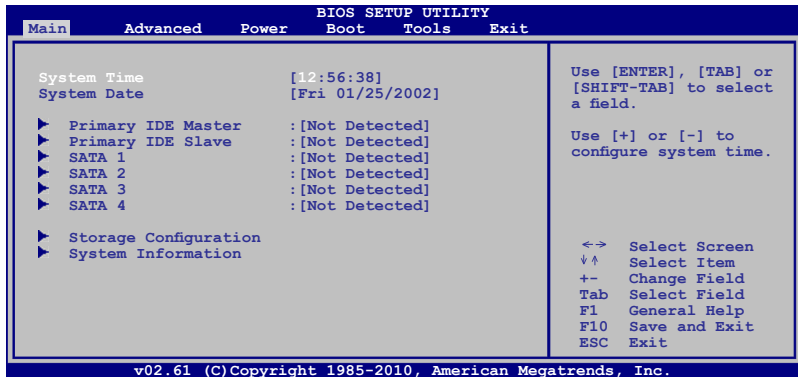 BIOS SETUP UTILITY
Main Advanced Power Boot Tools Exit
System Time [12:56:38]
System Date [Fri 01/25/2002]
Primary IDE Master :[Not Detected]
Primary IDE Slave :[Not Detected]
SATA 1 :[Not Detected]
SATA 2 :[Not Detected]
SATA 3 :[Not Detected]
SATA 4 :[Not Detected]
Storage Configuration
System Information
Use [ENTER], [TAB] or
[SHIFT-TAB] to select
a field.
Use [+] or [-] to
configure system time.
←→ Select Screen
↓↑ Select Item
+- Change Field
Tab Select Field
F1 General Help
F10 Save and Exit
ESC Exit
v02.61 (C)Copyright 1985-2010, American Megatrends, Inc.